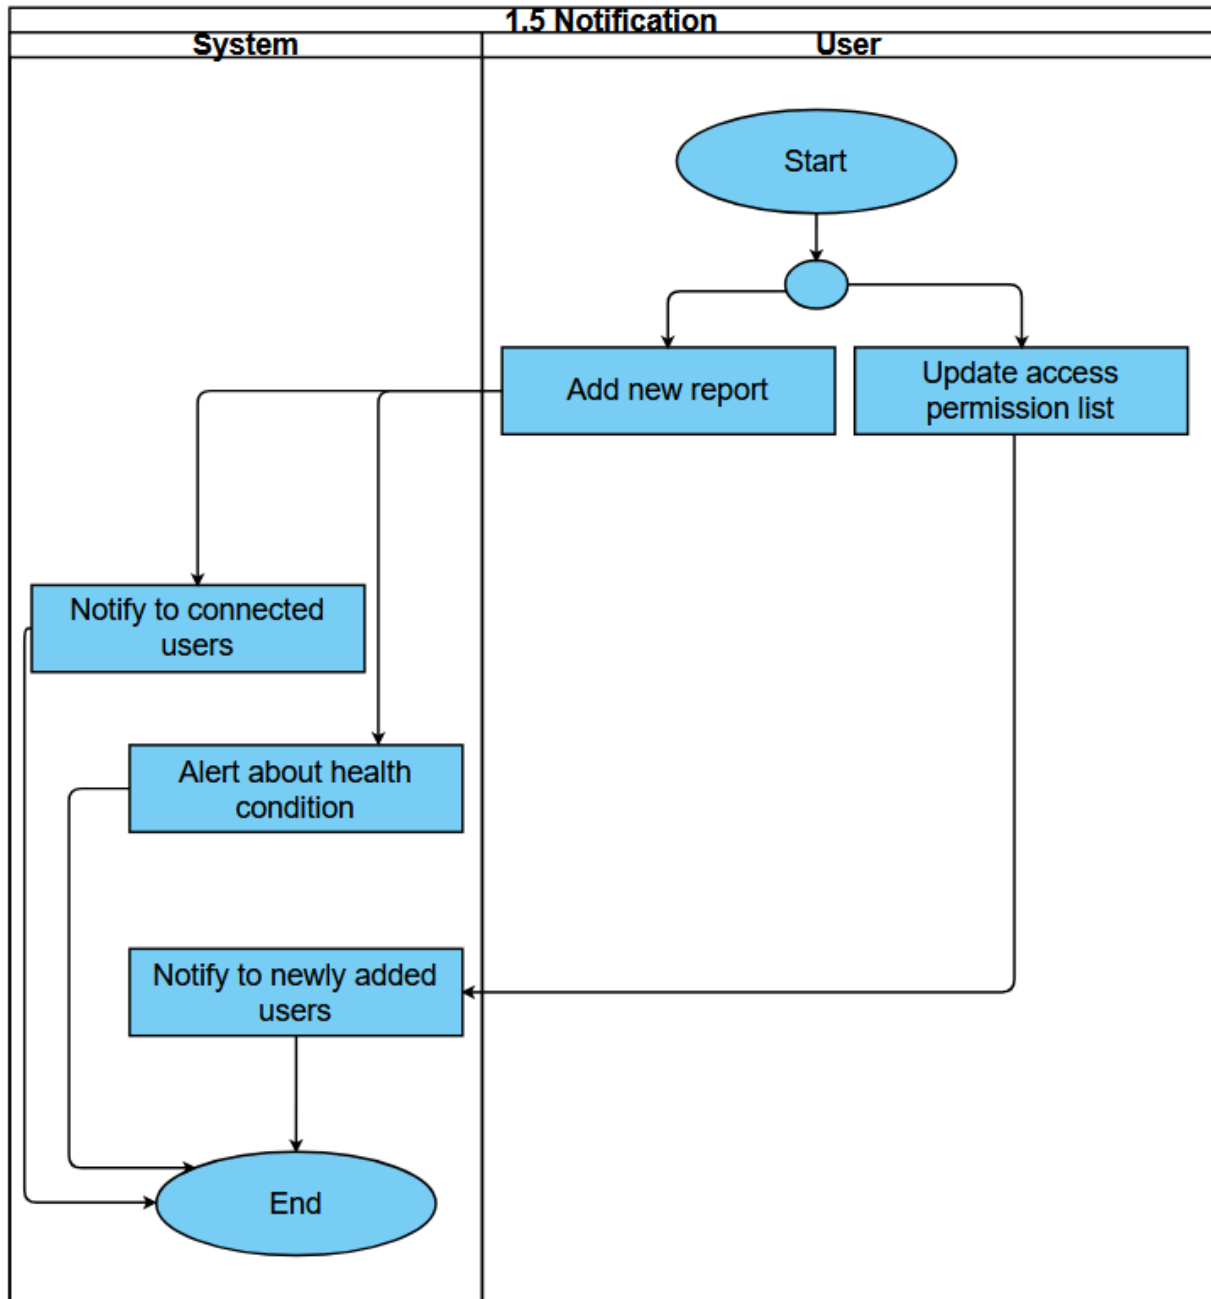 1.5 Notification
System
User
Start
Add new report
Update access
permission list
Notify to connected
users
Alert about health
condition
Notify to newly added
users
End